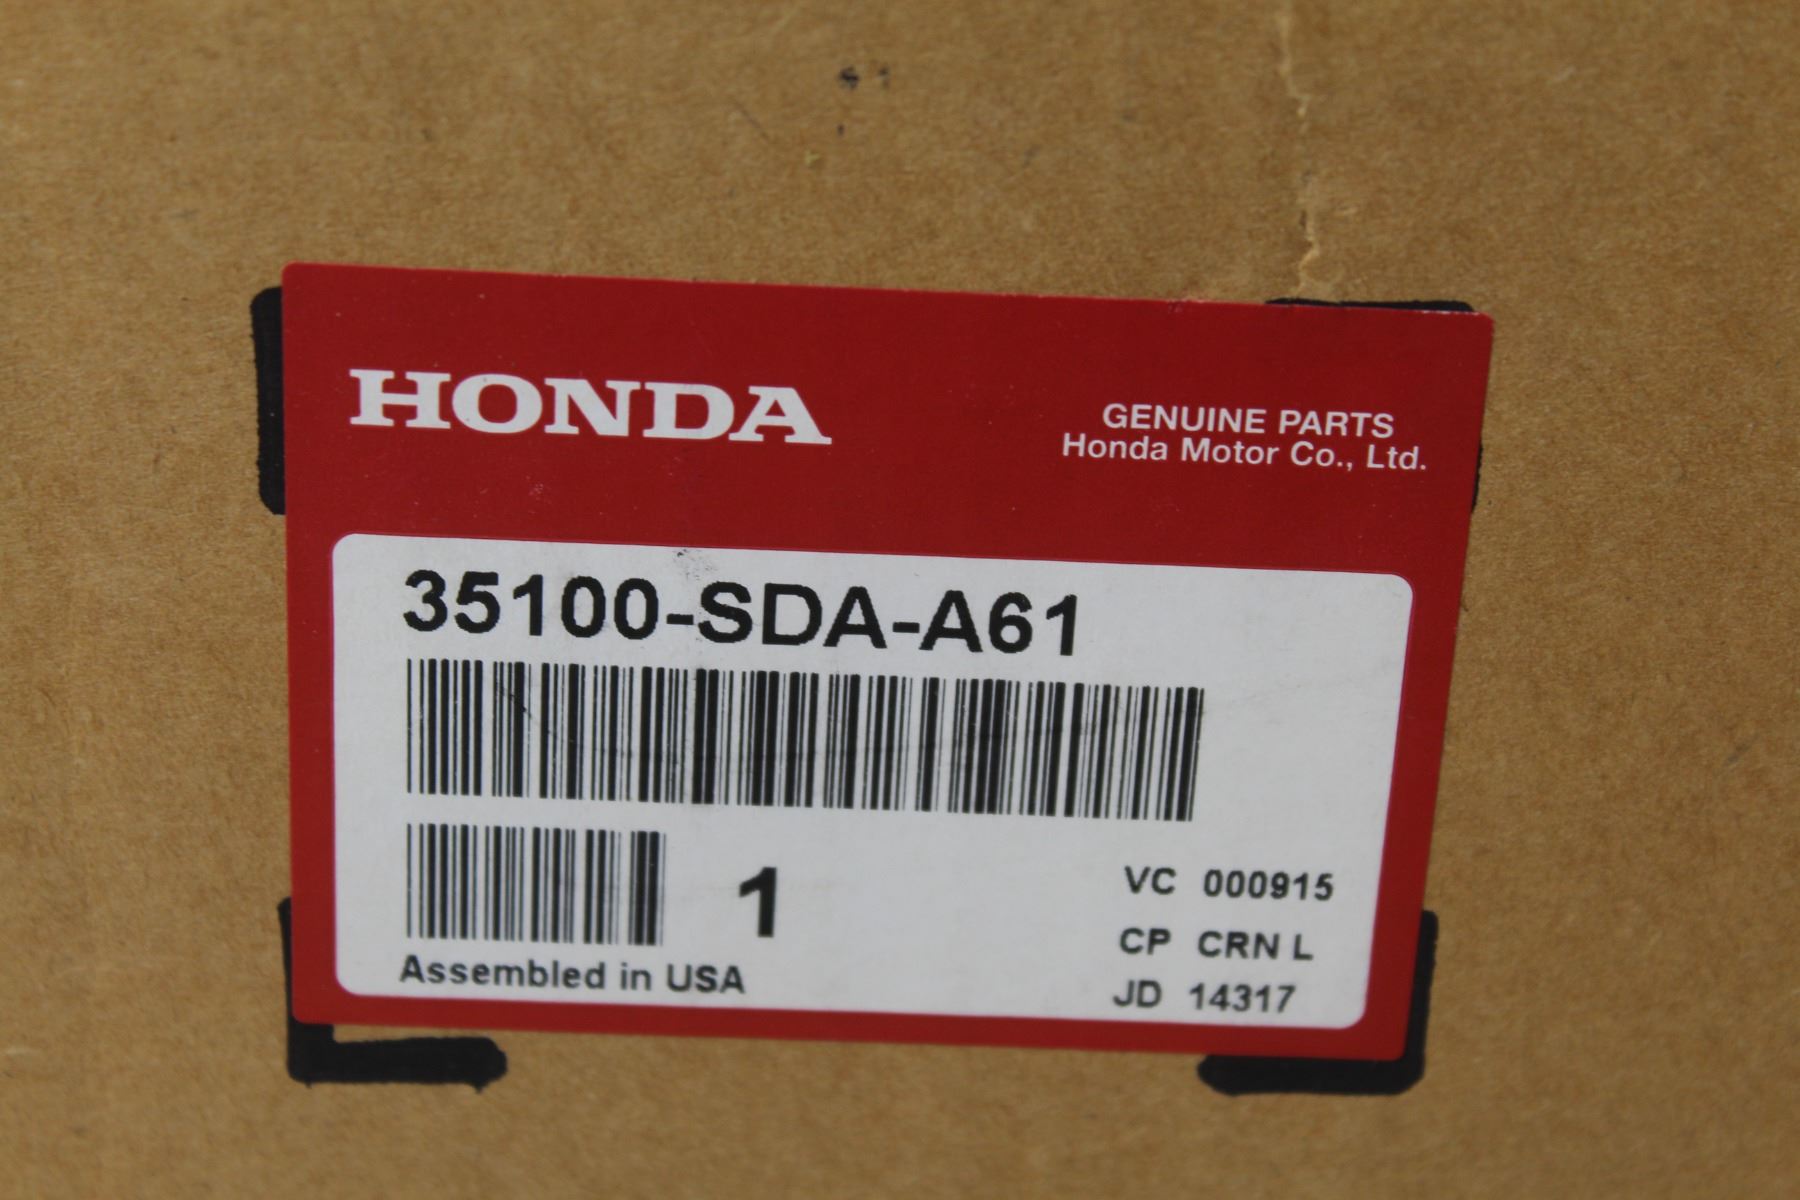 HONDA
GENUINE PARTS
Honda Motor Co., Ltd.
35100-SDA-A61
1
VC 000915
CP CRN L
Assembled in USA
JD 14317